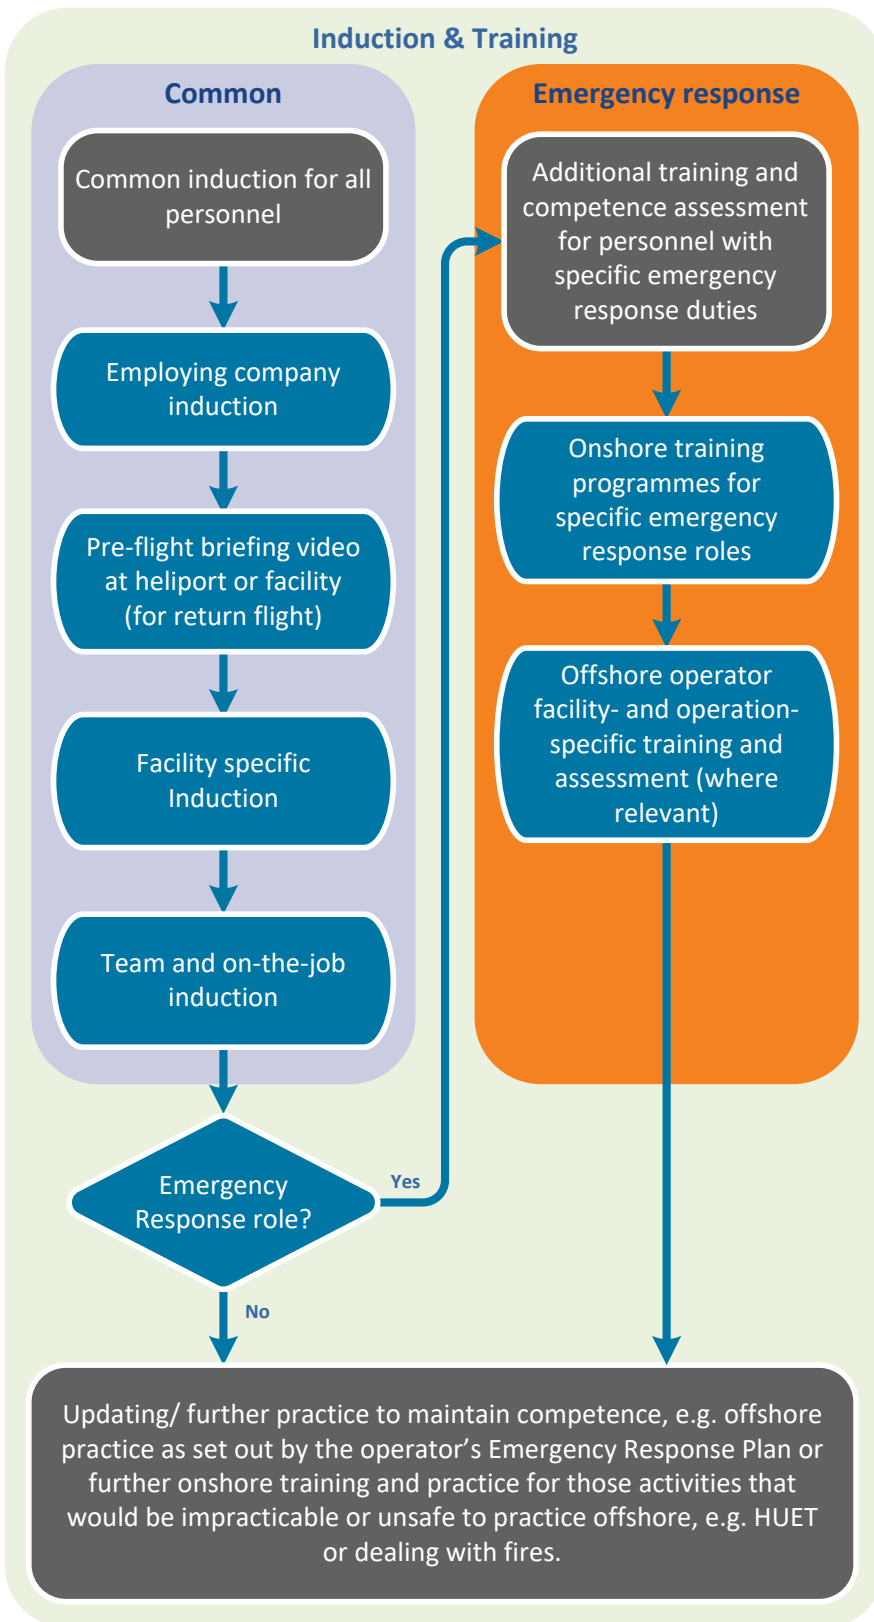 Induction & Training
Common
Common induction for all
personnel
Employing company
induction
Pre-flight briefing video
at heliport or facility
(for return flight)
Facility specific
Induction
Team and on-the-job
induction
Emergency
Response role?
Yes
No
Emergency response
Additional training and
competence assessment
for personnel with
specific emergency
response duties
Onshore training
programmes for
specific emergency
response roles
Offshore operator
facility- and operation-
specific training and
assessment (where
relevant)
Updating/ further practice to maintain competence, e.g. offshore
practice as set out by the operator’s Emergency Response Plan or
further onshore training and practice for those activities that
would be impracticable or unsafe to practice offshore, e.g. HUET
or dealing with fires.